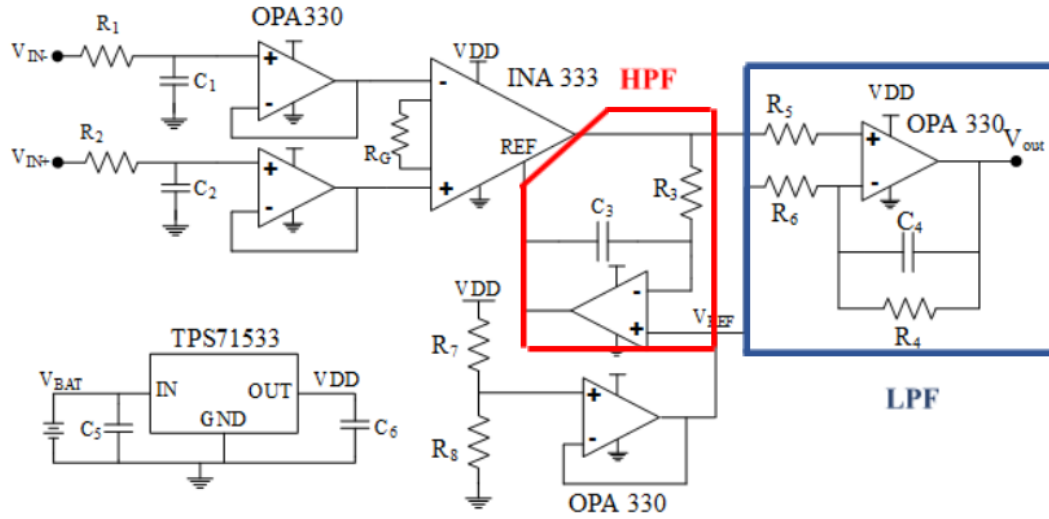 R1
OPA330
VIN-
C1
+
-
R2
VIN+
C2
+
-
VDD
INA 333
-
RG
REF
+
HPF
R3
C3
-
+
VREF
R5
VDD
OPA 330
Vout
+
-
R6
C4
R4
LPF
VDD
R7
R8
+
-
OPA 330
TPS71533
VBAT
IN
OUT
VDD
GND
C5
C6